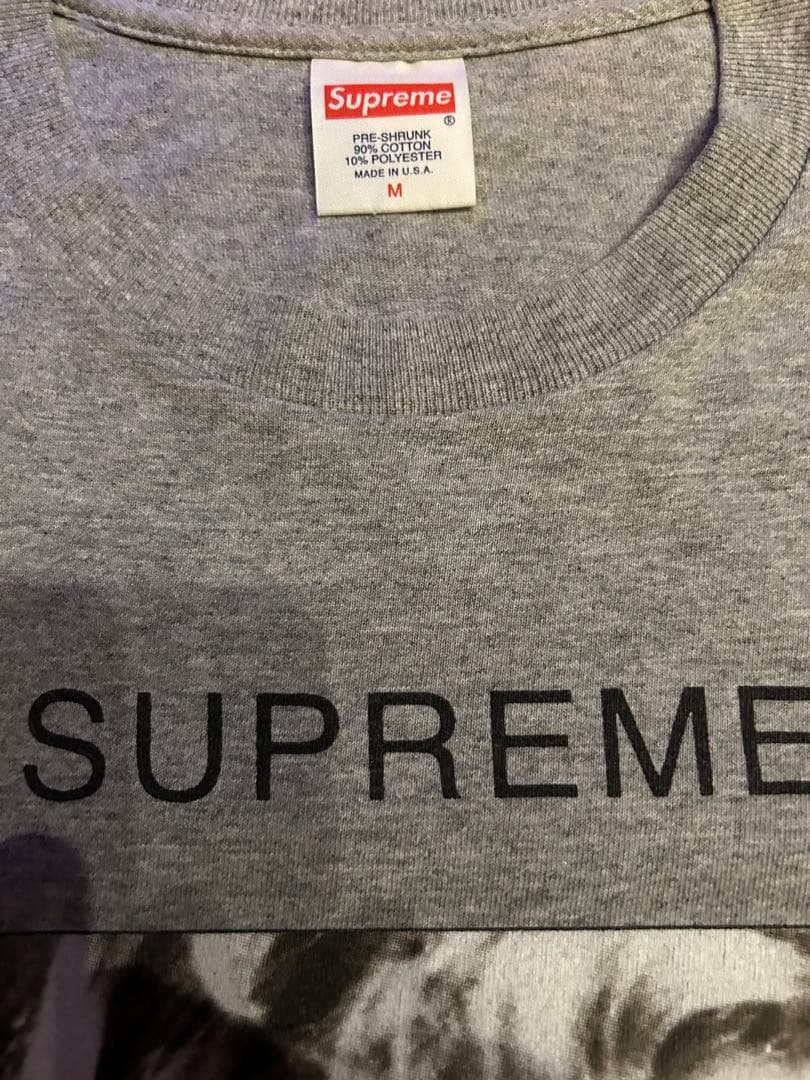 Supreme
®
PRE-SHRUNK
90% COTTON
10% POLYESTER
MADE IN U.S.A.
M
SUPREME